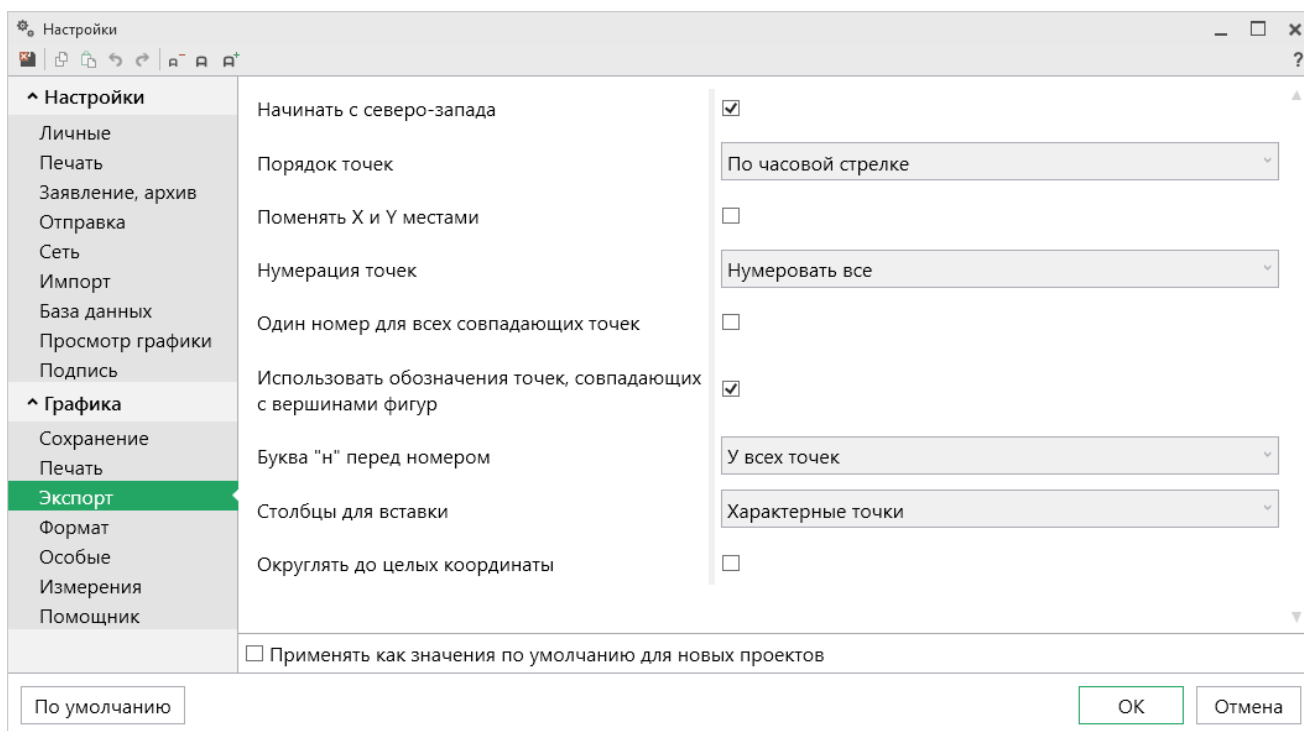 Настройки
?
Настройки
Личные
Печать
Заявление, архив
Отправка
Сеть
Импорт
База данных
Просмотр графики
Подпись
Графика
Сохранение
Печать
Экспорт
Формат
Особые
Измерения
Помощник
Начинать с северо-запада
Порядок точек
По часовой стрелке
Поменять X и Y местами
Нумерация точек
Нумеровать все
Один номер для всех совпадающих точек
Использовать обозначения точек, совпадающих
с вершинами фигур
Буква "н" перед номером
У всех точек
Столбцы для вставки
Характерные точки
Округлять до целых координаты
Применять как значения по умолчанию для новых проектов
По умолчанию
ОК
Отмена